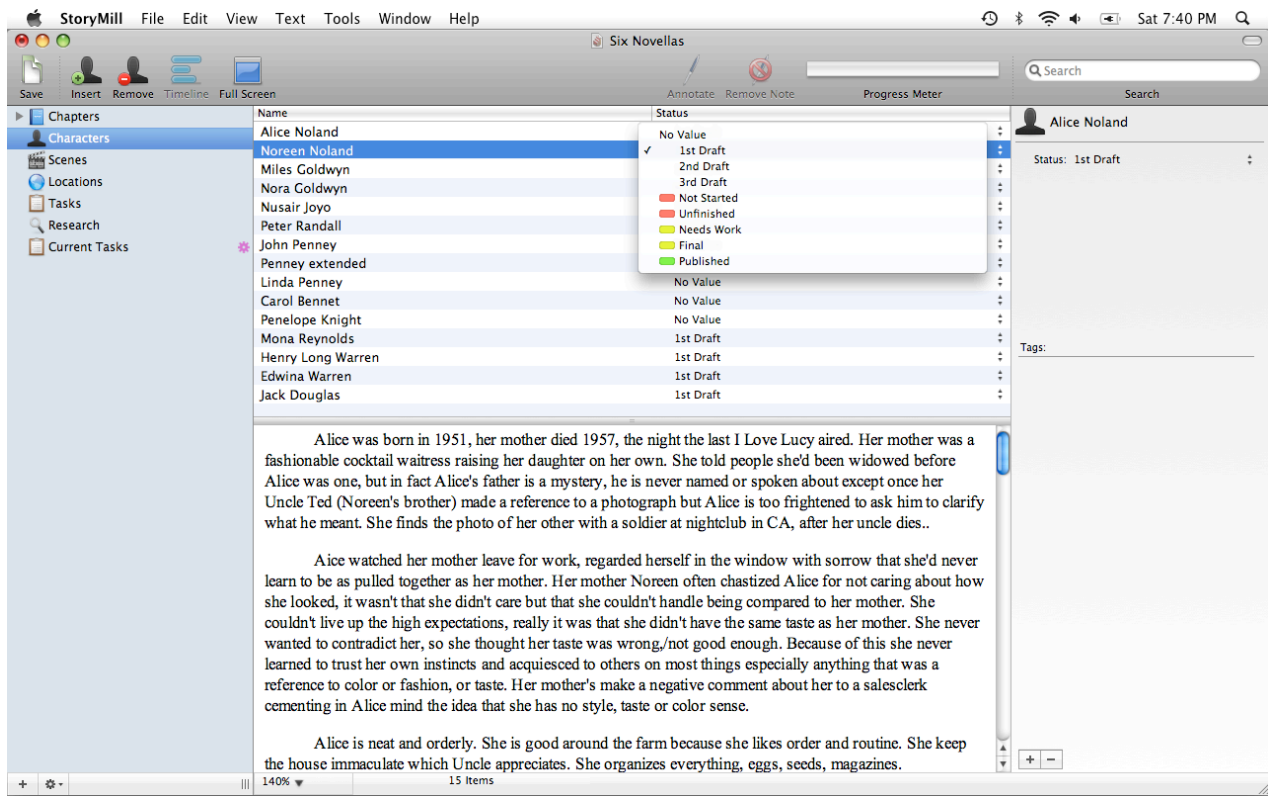 StoryMill File Edit View Text Tools Window Help Sat 7:40 PM
Six Novellas
Save Insert Remove Timeline Full Screen Annotate Remove Note Progress Meter Search
Search
Chapters
Characters
Scenes
Locations
Tasks
Research
Current Tasks
Name Status
Alice Noland
Noreen Noland
Miles Goldwyn
Nora Goldwyn
Nusair Joyo
Peter Randall
John Penney
Penney extended
Linda Penney No Value
Carol Bennet No Value
Penelope Knight No Value
Mona Reynolds 1st Draft
Henry Long Warren 1st Draft
Edwina Warren 1st Draft
Jack Douglas 1st Draft
No Value
✓ 1st Draft
2nd Draft
3rd Draft
Not Started
Unfinished
Needs Work
Final
Published
Alice Noland
Status: 1st Draft
Tags:
Alice was born in 1951, her mother died 1957, the night the last I Love Lucy aired. Her mother was a
fashionable cocktail waitress raising her daughter on her own. She told people she'd been widowed before
Alice was one, but in fact Alice's father is a mystery, he is never named or spoken about except once her
Uncle Ted (Noreen's brother) made a reference to a photograph but Alice is too frightened to ask him to clarify
what he meant. She finds the photo of her other with a soldier at nightclub in CA, after her uncle dies..
Aice watched her mother leave for work, regarded herself in the window with sorrow that she'd never
learn to be as pulled together as her mother. Her mother Noreen often chastized Alice for not caring about how
she looked, it wasn't that she didn't care but that she couldn't handle being compared to her mother. She
couldn't live up the high expectations, really it was that she didn't have the same taste as her mother. She never
wanted to contradict her, so she thought her taste was wrong,/not good enough. Because of this she never
learned to trust her own instincts and acquiesced to others on most things especially anything that was a
reference to color or fashion, or taste. Her mother's make a negative comment about her to a salesclerk
cementing in Alice mind the idea that she has no style, taste or color sense.
Alice is neat and orderly. She is good around the farm because she likes order and routine. She keep
the house immaculate which Uncle appreciates. She organizes everything, eggs, seeds, magazines.
140% 15 Items